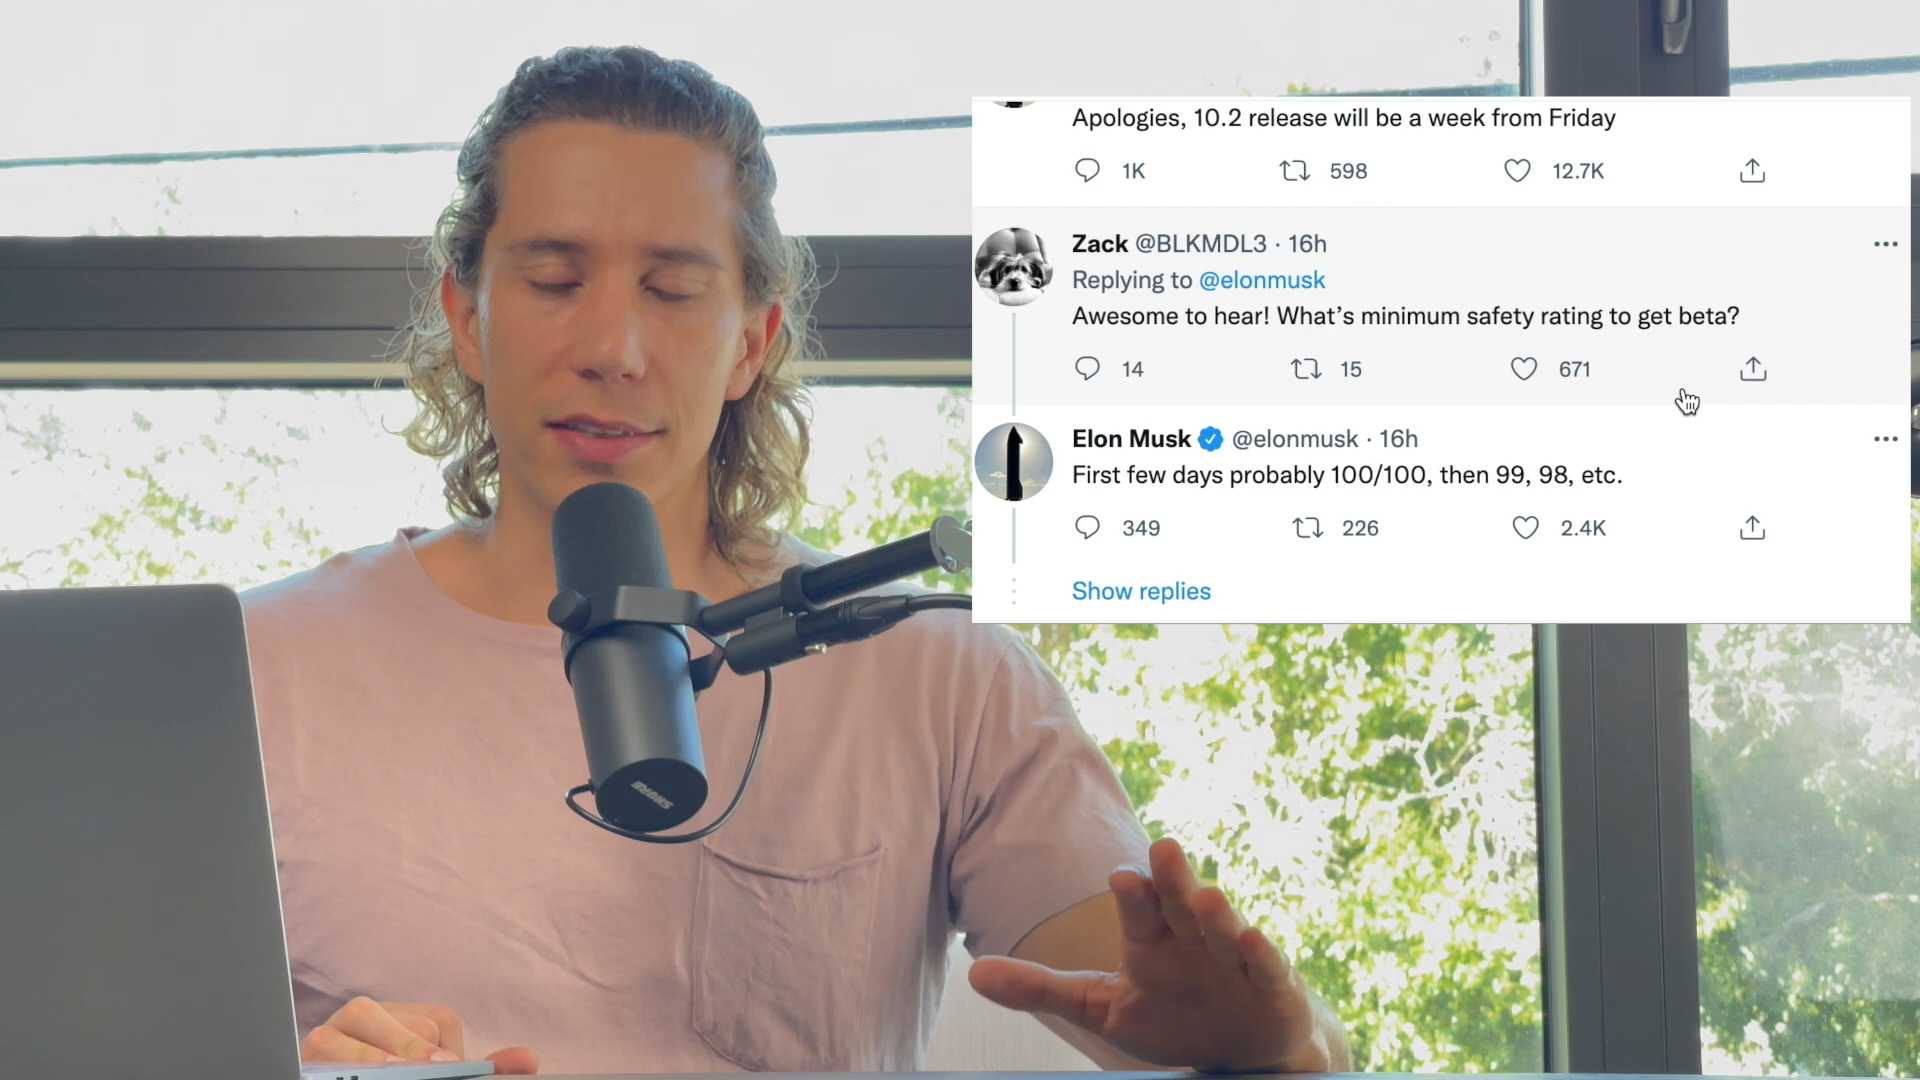 Apologies, 10.2 release will be a week from Friday
1K 598 12.7K
Zack @BLKMDL3 · 16h
Replying to @elonmusk
Awesome to hear! What’s minimum safety rating to get beta?
14 15 671
Elon Musk @elonmusk · 16h
First few days probably 100/100, then 99, 98, etc.
349 226 2.4K
Show replies
SHURE